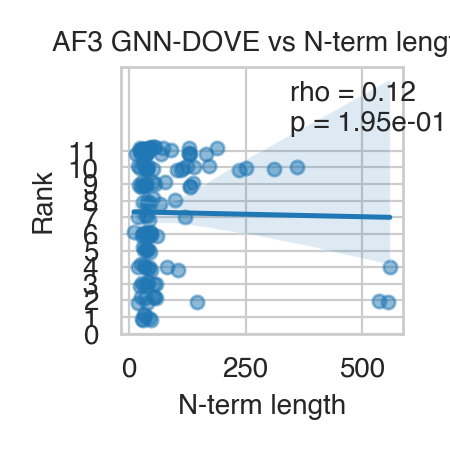 AF3 GNN-DOVE vs N-term lengt
rho = 0.12
p = 1.95e-01
11
10
9
8
7
6
5
4
3
2
1
0
Rank
0 250 500
N-term length